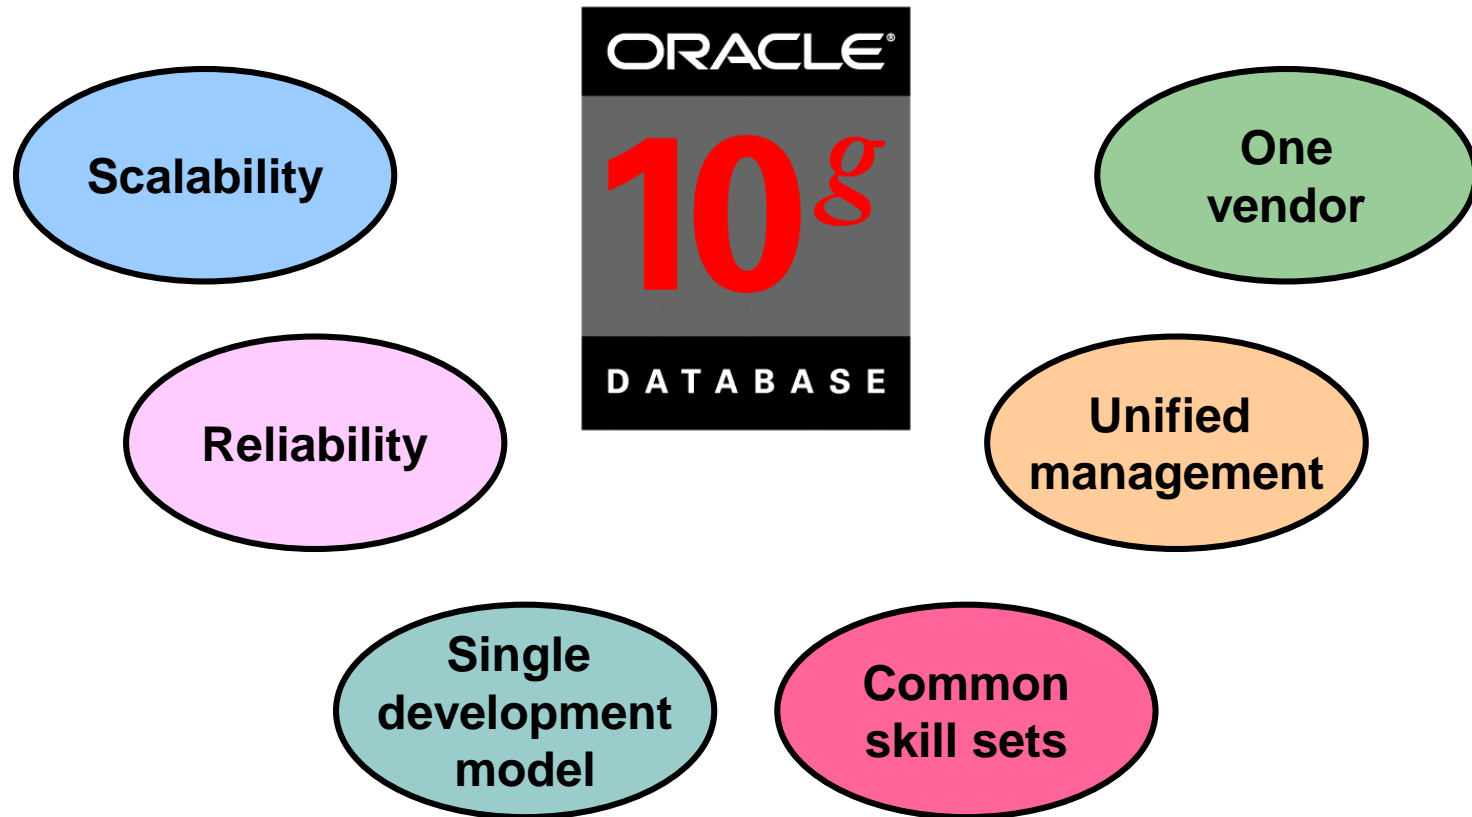 ORACLE®
10g
DATABASE
Scalability
One
vendor
Reliability
Unified
management
Single
development
model
Common
skill sets